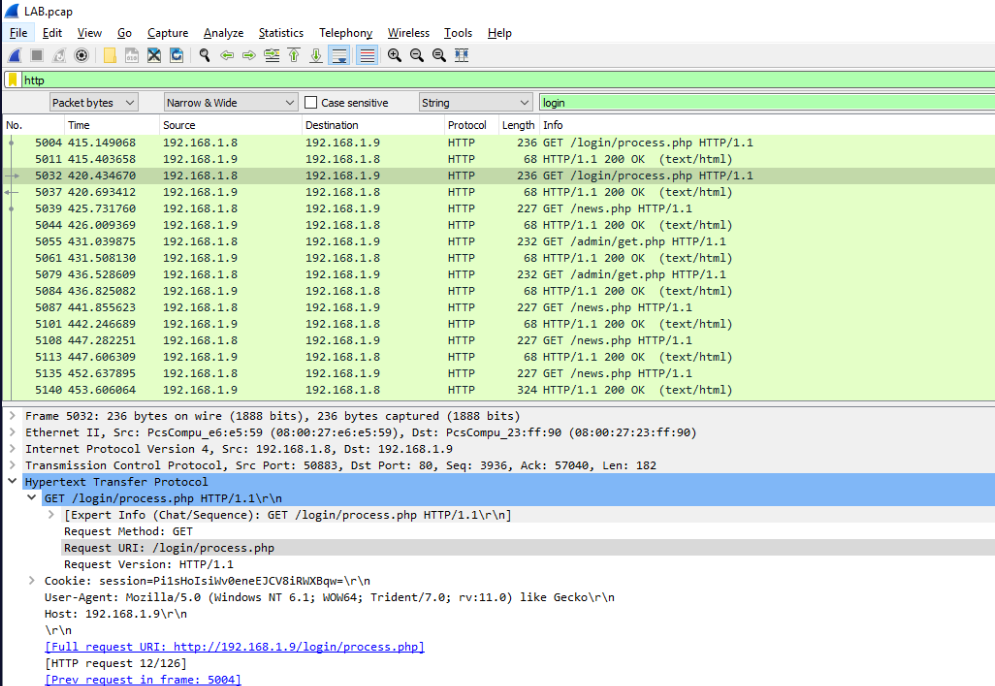 LAB.pcap
File Edit View Go Capture Analyze Statistics Telephony Wireless Tools Help
http
Packet bytes Narrow & Wide Case sensitive String login
No. Time Source Destination Protocol Length Info
5004 415.149068 192.168.1.8 192.168.1.9 HTTP 236 GET /login/process.php HTTP/1.1
5011 415.403658 192.168.1.9 192.168.1.8 HTTP 68 HTTP/1.1 200 OK (text/html)
5032 420.434670 192.168.1.8 192.168.1.9 HTTP 236 GET /login/process.php HTTP/1.1
5037 420.693412 192.168.1.9 192.168.1.8 HTTP 68 HTTP/1.1 200 OK (text/html)
5039 425.731760 192.168.1.8 192.168.1.9 HTTP 227 GET /news.php HTTP/1.1
5044 426.009369 192.168.1.9 192.168.1.8 HTTP 68 HTTP/1.1 200 OK (text/html)
5055 431.039875 192.168.1.8 192.168.1.9 HTTP 232 GET /admin/get.php HTTP/1.1
5061 431.508130 192.168.1.9 192.168.1.8 HTTP 68 HTTP/1.1 200 OK (text/html)
5079 436.528609 192.168.1.8 192.168.1.9 HTTP 232 GET /admin/get.php HTTP/1.1
5084 436.825082 192.168.1.9 192.168.1.8 HTTP 68 HTTP/1.1 200 OK (text/html)
5087 441.855623 192.168.1.8 192.168.1.9 HTTP 227 GET /news.php HTTP/1.1
5101 442.246689 192.168.1.9 192.168.1.8 HTTP 68 HTTP/1.1 200 OK (text/html)
5108 447.282251 192.168.1.8 192.168.1.9 HTTP 227 GET /news.php HTTP/1.1
5113 447.606309 192.168.1.9 192.168.1.8 HTTP 68 HTTP/1.1 200 OK (text/html)
5135 452.637895 192.168.1.8 192.168.1.9 HTTP 227 GET /news.php HTTP/1.1
5140 453.606064 192.168.1.9 192.168.1.8 HTTP 324 HTTP/1.1 200 OK (text/html)
Frame 5032: 236 bytes on wire (1888 bits), 236 bytes captured (1888 bits)
Ethernet II, Src: PcsCompu_e6:e5:59 (08:00:27:e6:e5:59), Dst: PcsCompu_23:ff:90 (08:00:27:23:ff:90)
Internet Protocol Version 4, Src: 192.168.1.8, Dst: 192.168.1.9
Transmission Control Protocol, Src Port: 50883, Dst Port: 80, Seq: 3936, Ack: 57040, Len: 182
Hypertext Transfer Protocol
GET /login/process.php HTTP/1.1\r\n
[Expert Info (Chat/Sequence): GET /login/process.php HTTP/1.1\r\n]
Request Method: GET
Request URI: /login/process.php
Request Version: HTTP/1.1
Cookie: session=Pi1sHoIsiWv0eneEJCV8iRWXBqw=\r\n
User-Agent: Mozilla/5.0 (Windows NT 6.1; WOW64; Trident/7.0; rv:11.0) like Gecko\r\n
Host: 192.168.1.9\r\n
\r\n
[Full request URI: http://192.168.1.9/login/process.php]
[HTTP request 12/126]
[Prev request in frame: 5004]